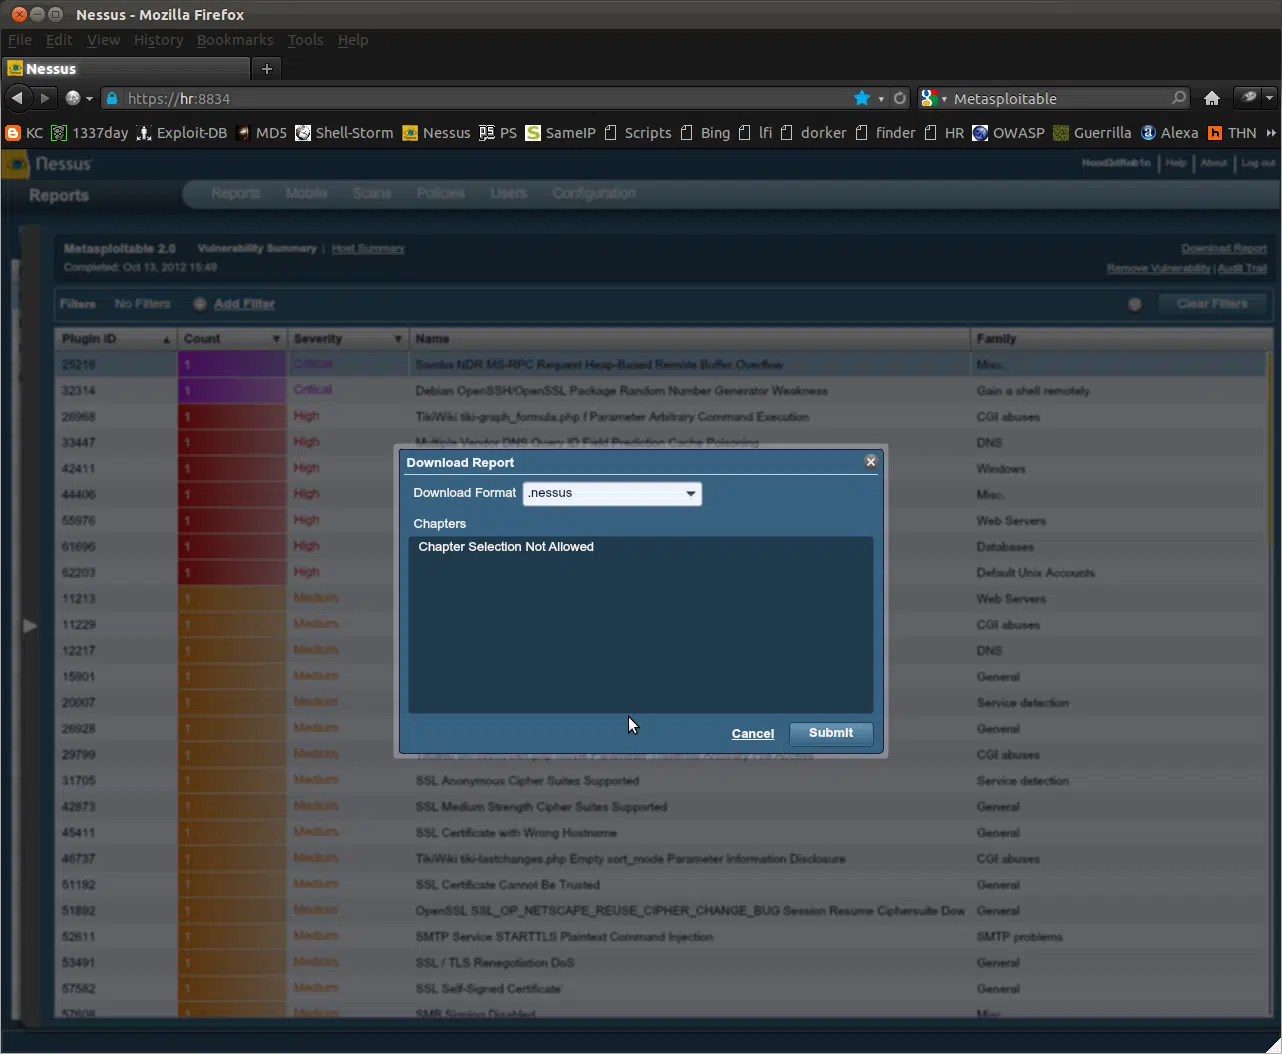 Nessus - Mozilla Firefox
File Edit View History Bookmarks Tools Help
Nessus
https://hr:8834 Metasploitable
KC 1337day Exploit-DB MD5 Shell-Storm Nessus PS SameIP Scripts Bing lfi dorker finder HR OWASP Guerrilla Alexa THN
Nessus Hood3dRob1n | Help | About | Log out
Reports Reports Mobile Scans Policies Users Configuration
Metasploitable 2.0 Vulnerability Summary | Host Summary Download Report
Completed: Oct 13, 2012 15:49 Remove Vulnerability | Audit Trail
Filters No Filters Add Filter Clear Filters
Plugin ID Count Severity Name Family
25216 1 Critical Samba NDR MS-RPC Request Heap-Based Remote Buffer Overflow Misc.
32314 1 Critical Debian OpenSSH/OpenSSL Package Random Number Generator Weakness Gain a shell remotely
26968 1 High TikiWiki tiki-graph_formula.php f Parameter Arbitrary Command Execution CGI abuses
33447 1 High Multiple Vendor DNS Query ID Field Prediction Cache Poisoning DNS
42411 1 High Windows
44406 1 High Misc.
55976 1 High Web Servers
61696 1 High Databases
62203 1 High Default Unix Accounts
11213 1 Medium Web Servers
11229 1 Medium CGI abuses
12217 1 Medium DNS
15901 1 Medium General
20007 1 Medium Service detection
26928 1 Medium General
29799 1 Medium CGI abuses
31705 1 Medium SSL Anonymous Cipher Suites Supported Service detection
42873 1 Medium SSL Medium Strength Cipher Suites Supported General
45411 1 Medium SSL Certificate with Wrong Hostname General
46737 1 Medium TikiWiki tiki-lastchanges.php Empty sort_mode Parameter Information Disclosure CGI abuses
51192 1 Medium SSL Certificate Cannot Be Trusted General
51892 1 Medium OpenSSL SSL_OP_NETSCAPE_REUSE_CIPHER_CHANGE_BUG Session Resume Ciphersuite Dow General
52611 1 Medium SMTP Service STARTTLS Plaintext Command Injection SMTP problems
53491 1 Medium SSL / TLS Renegotiation DoS General
57582 1 Medium SSL Self-Signed Certificate General
57608 1 Medium SMB Signing Disabled Misc.
Download Report
Download Format .nessus
Chapters
Chapter Selection Not Allowed
Cancel Submit